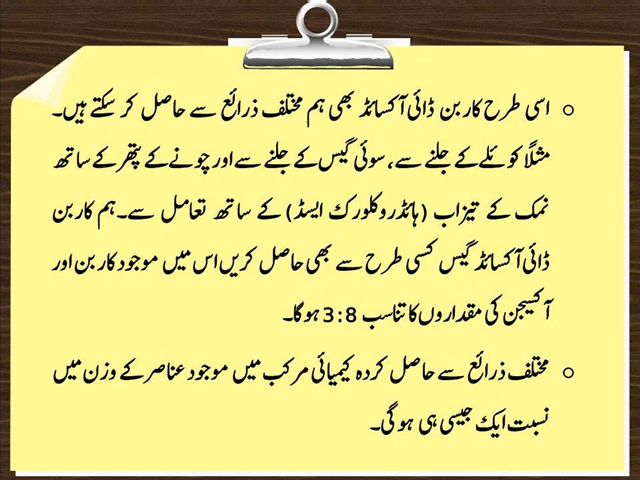 ○ اسی طرح کاربن ڈائی آکسائڈ بھی ہم مختلف ذرائع سے حاصل کر سکتے ہیں۔
مثلاً کوئلے کے جلنے سے، سوئی گیس کے جلنے سے اور چونے کے پتھر کے ساتھ
نمک کے تیزاب (ہائڈروکلورک ایسڈ) کے ساتھ تعامل سے۔ ہم کاربن
ڈائی آکسائڈ گیس کسی طرح سے بھی حاصل کریں اس میں موجود کاربن اور
آکسیجن کی مقداروں کا تناسب 3:8 ہوگا۔
○ مختلف ذرائع سے حاصل کردہ کیمیائی مرکب میں موجود عناصر کے وزن میں
نسبت ایک جیسی ہی ہو گی۔